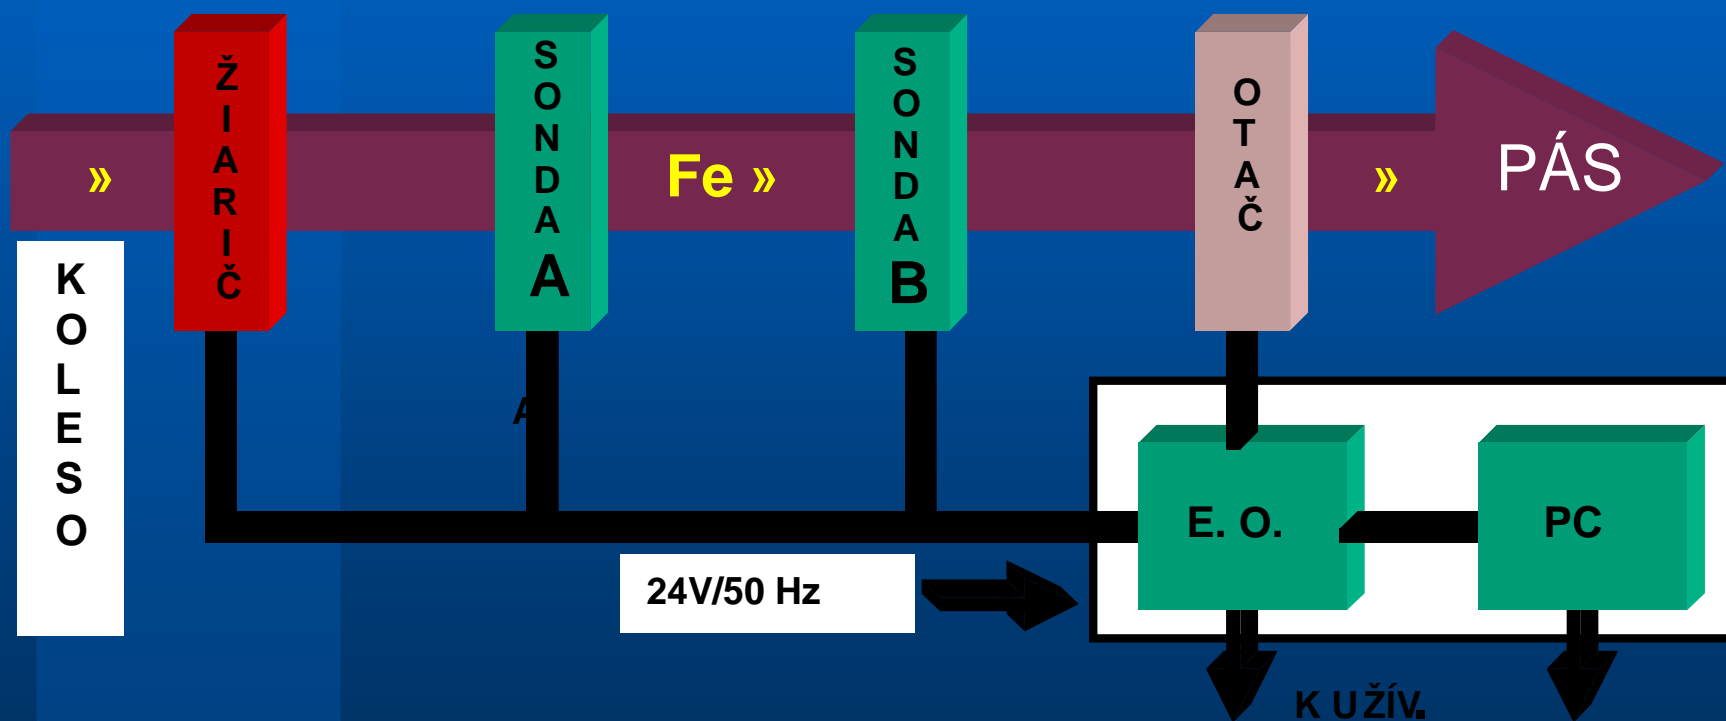 ŽIARIČ
SONDA A
SONDA B
OTAČ
» Fe » » PÁS
KOLESO
A
E. O.
PC
24V/50 Hz
K UŽÍV.